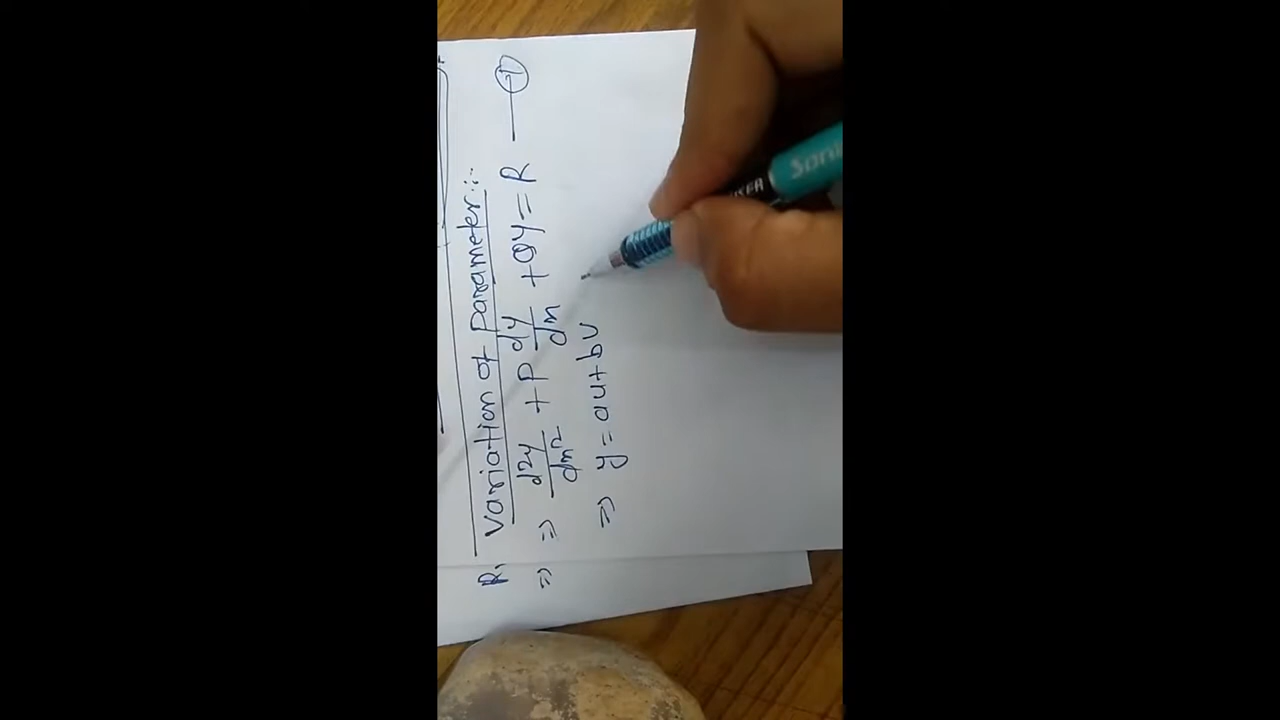 Variation of parameter:-
⇒ d2y/dx2 + P dy/dx + Qy = R — ①
⇒ y = au + bv